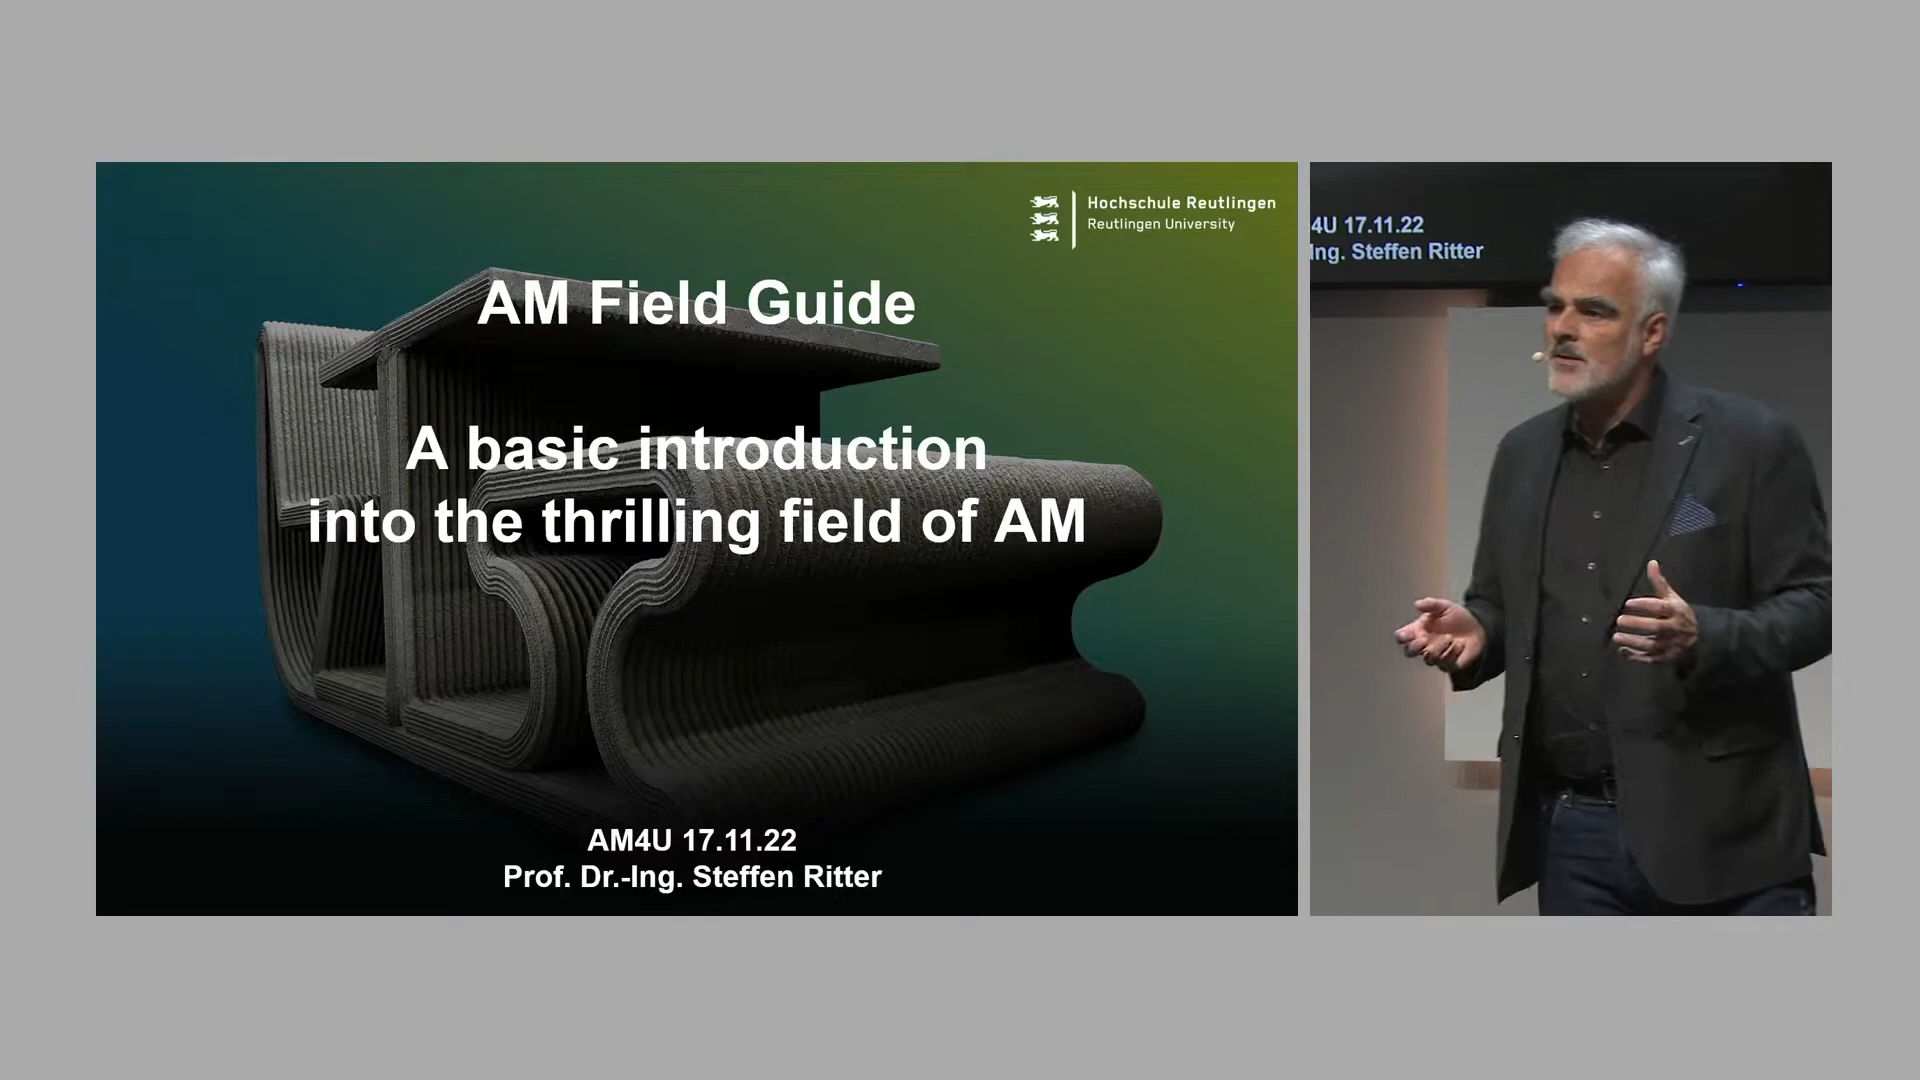 Hochschule Reutlingen
Reutlingen University
AM Field Guide
A basic introduction
into the thrilling field of AM
AM4U 17.11.22
Prof. Dr.-Ing. Steffen Ritter
4U 17.11.22
Ing. Steffen Ritter